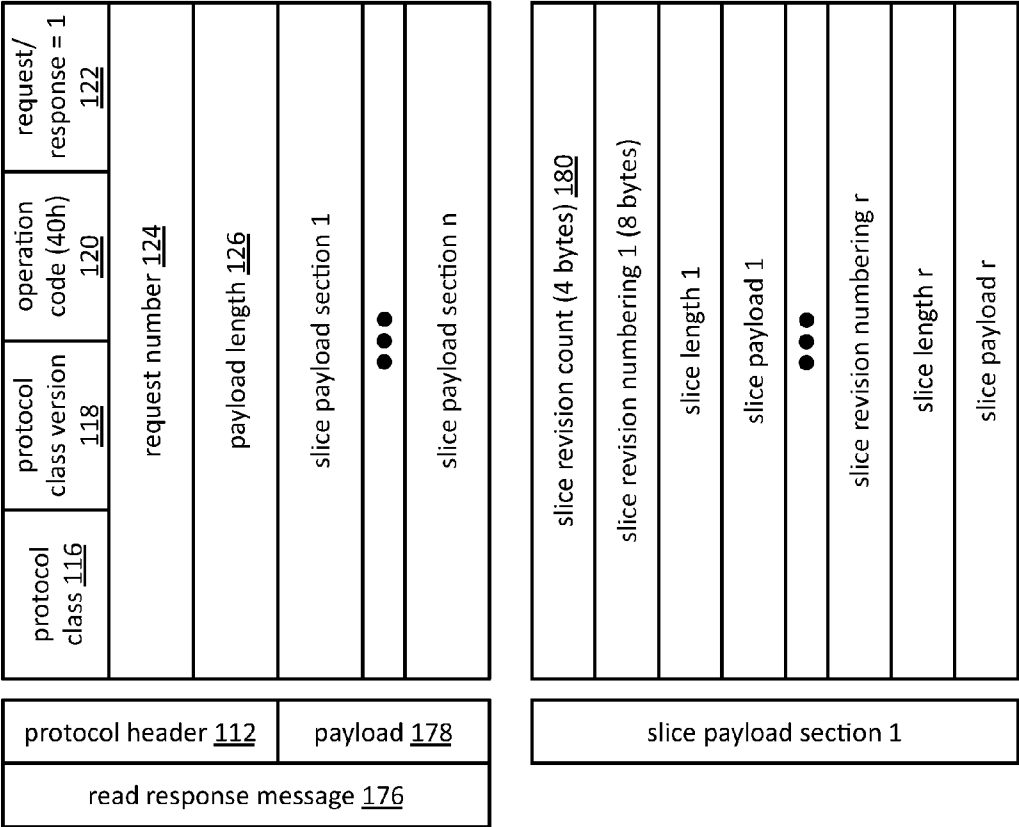 protocol
class 116
protocol
class version
118
operation
code (40h)
120
request/
response = 1
122
request number 124
payload length 126
slice payload section 1
slice payload section n
protocol header 112
payload 178
read response message 176
slice revision count (4 bytes) 180
slice revision numbering 1 (8 bytes)
slice length 1
slice payload 1
slice revision numbering r
slice length r
slice payload r
slice payload section 1